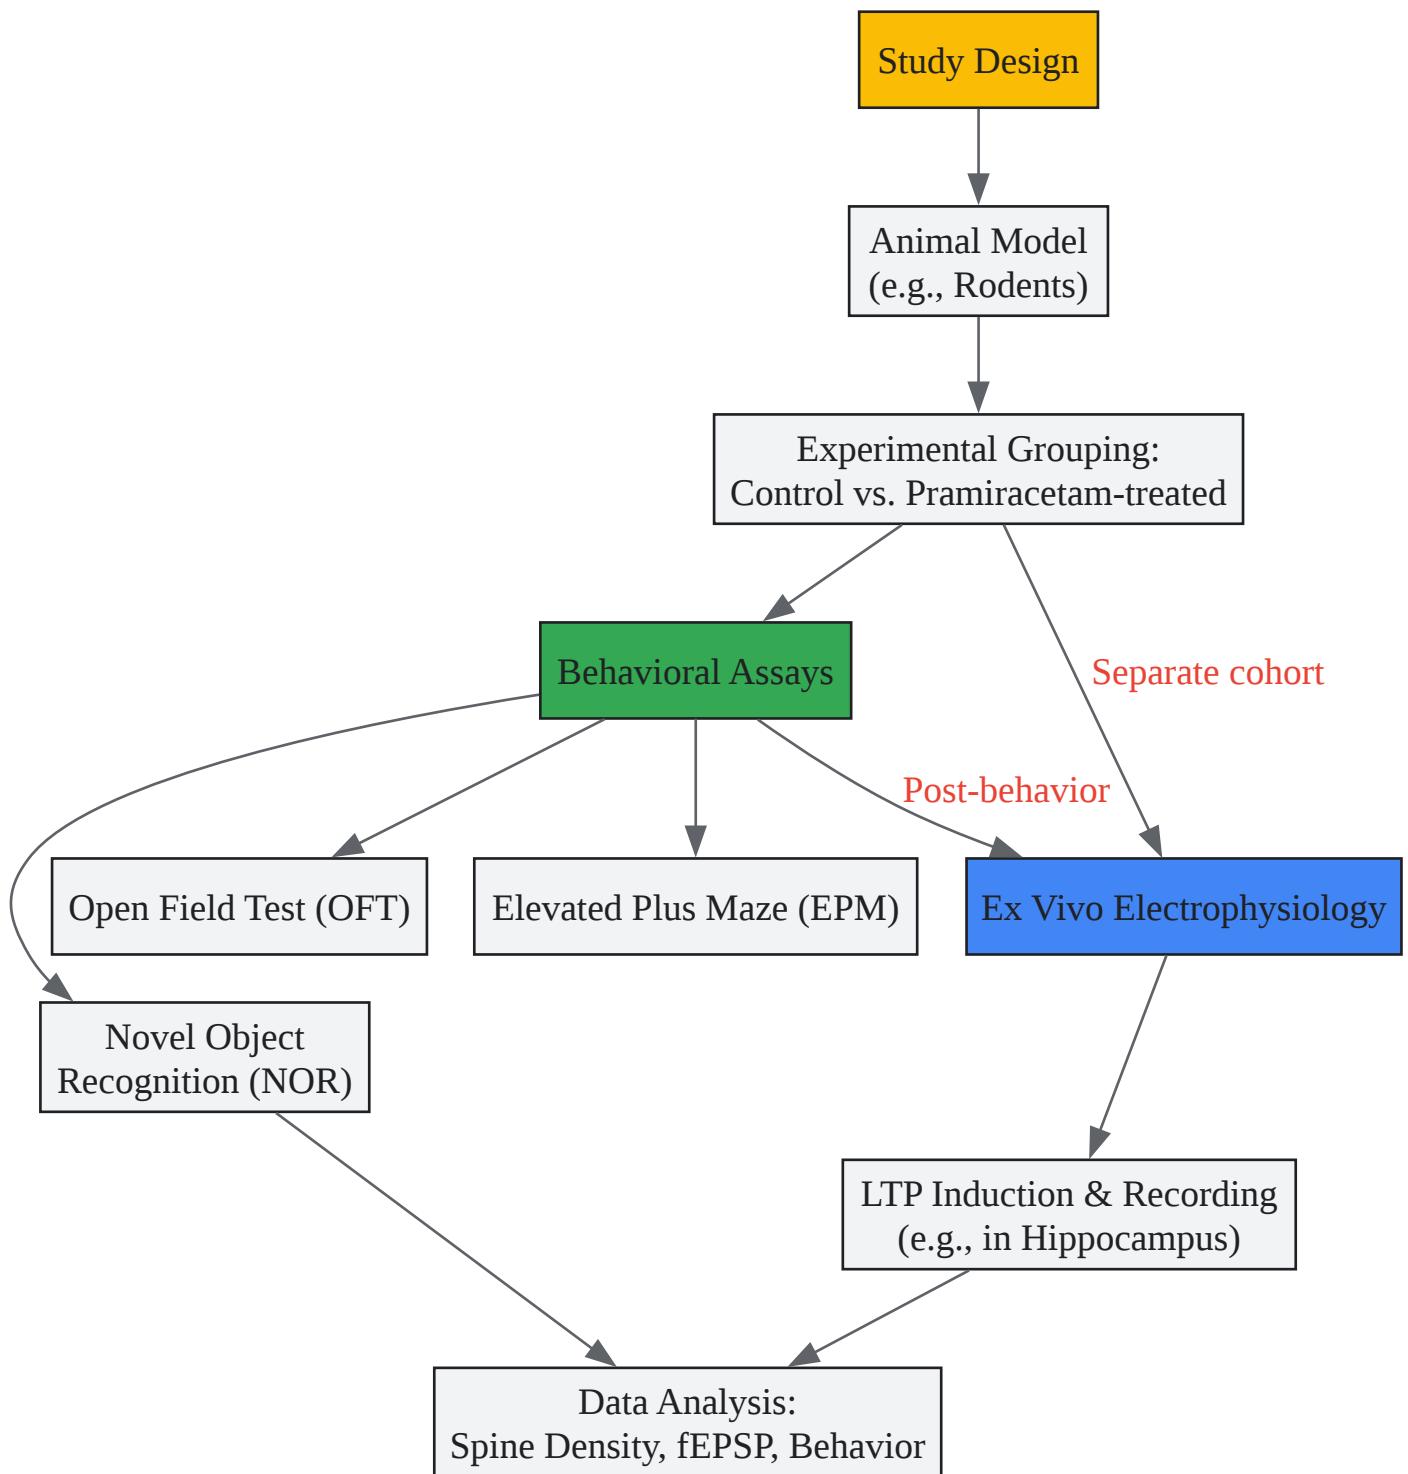 Study Design
Animal Model
(e.g., Rodents)
Experimental Grouping:
Control vs. Pramiracetam-treated
Behavioral Assays
Separate cohort
Post-behavior
Open Field Test (OFT)
Elevated Plus Maze (EPM)
Ex Vivo Electrophysiology
Novel Object
Recognition (NOR)
LTP Induction & Recording
(e.g., in Hippocampus)
Data Analysis:
Spine Density, fEPSP, Behavior